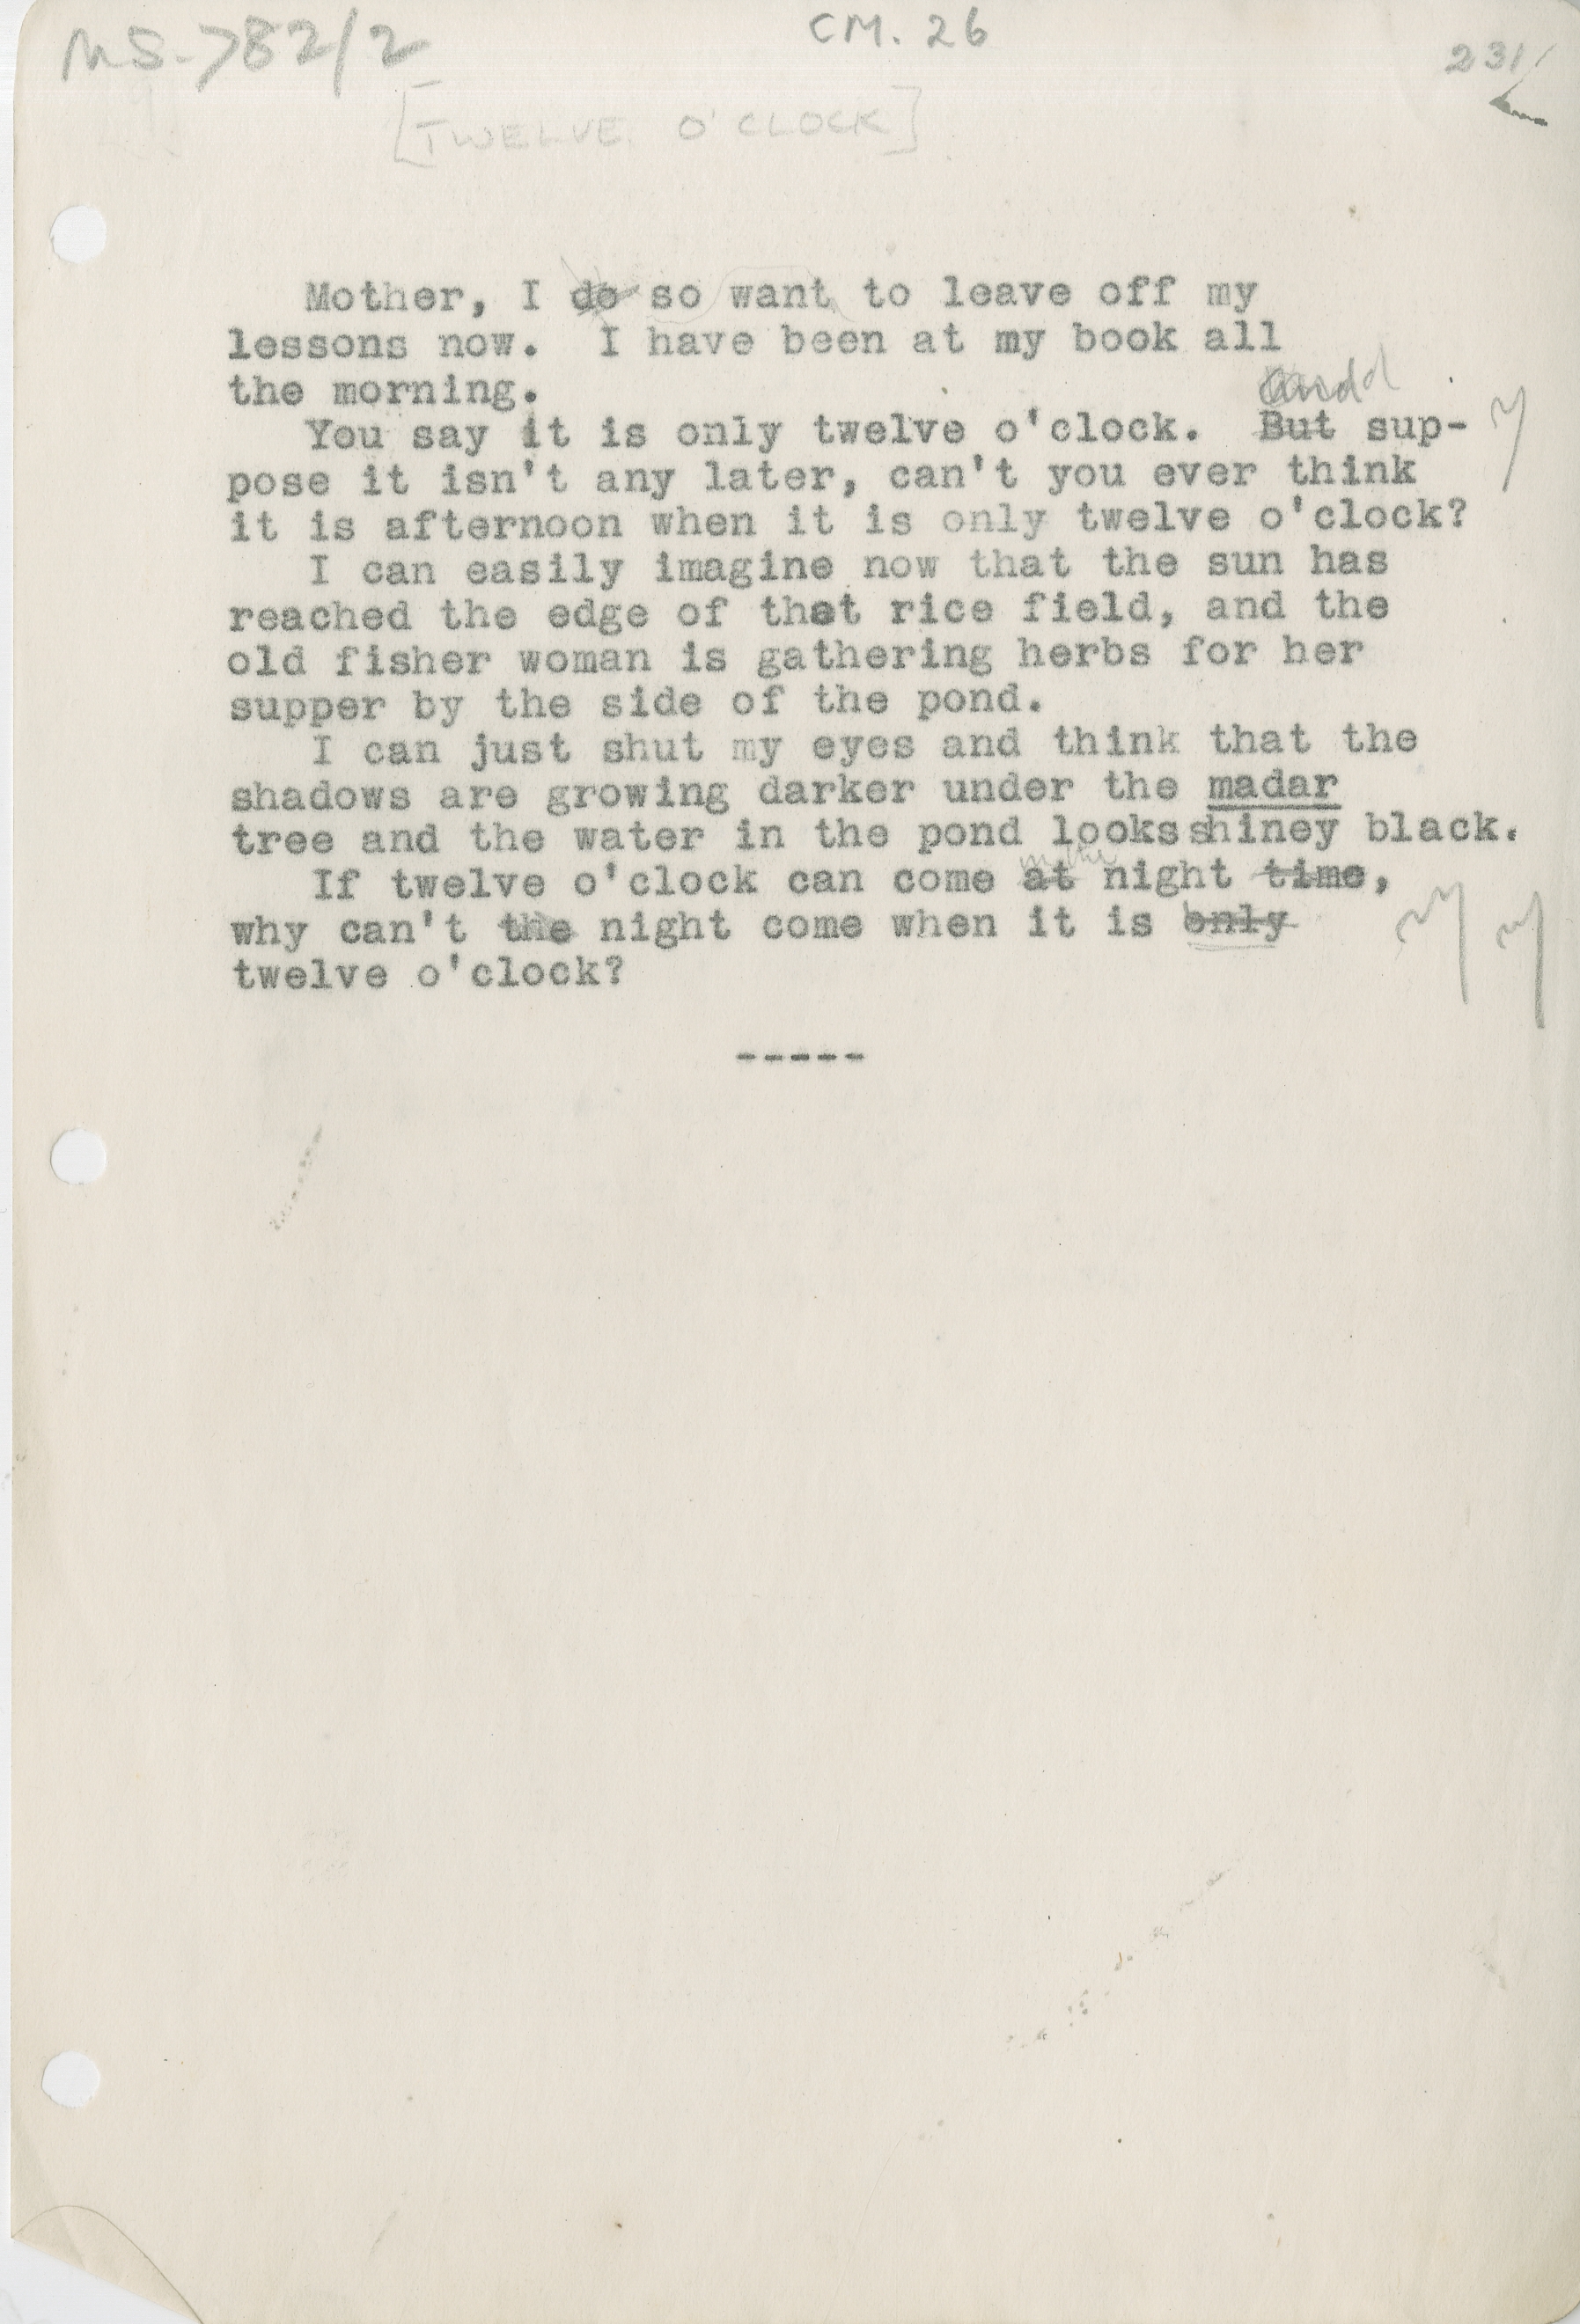 MS-782/2
CM. 26
231
[TWELVE O'CLOCK]
Mother, I do so want to leave off my
lessons now. I have been at my book all
the morning.
and
You say it is only twelve o'clock. But sup-
pose it isn't any later, can't you ever think
it is afternoon when it is only twelve o'clock?
I can easily imagine now that the sun has
reached the edge of that rice field, and the
old fisher woman is gathering herbs for her
supper by the side of the pond.
I can just shut my eyes and think that the
shadows are growing darker under the madar
tree and the water in the pond looks shiney black.
in the
If twelve o'clock can come at night time,
why can't the night come when it is only
twelve o'clock?
-----